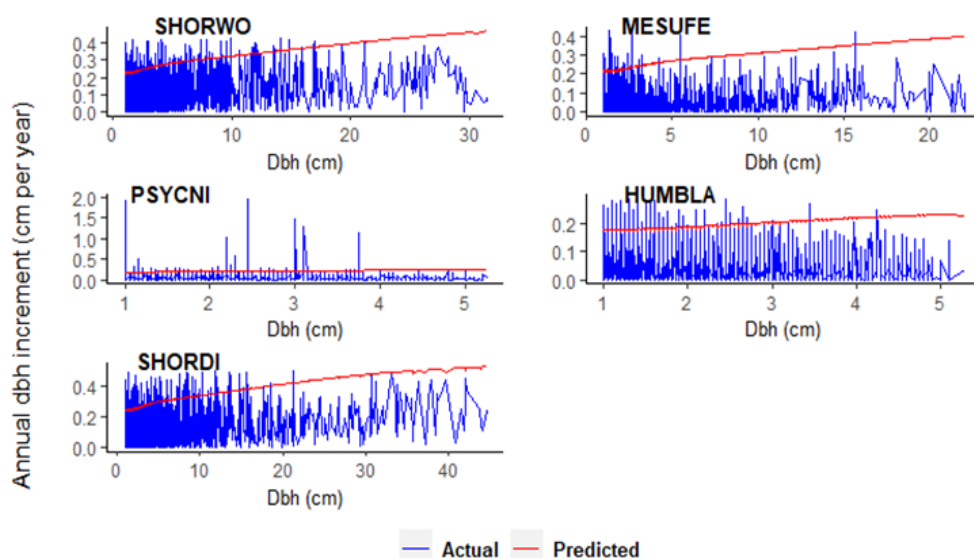 Annual dbh increment (cm per year)
SHORWO
0.4
0.3
0.2
0.1
0.0
0 10 20 30
Dbh (cm)
MESUFE
0.4
0.3
0.2
0.1
0.0
0 5 10 15 20
Dbh (cm)
PSYCNI
2.0
1.5
1.0
0.5
0.0
1 2 3 4 5
Dbh (cm)
HUMBLA
0.2
0.1
0.0
1 2 3 4 5
Dbh (cm)
SHORDI
0.4
0.2
0.0
0 10 20 30 40
Dbh (cm)
Actual Predicted